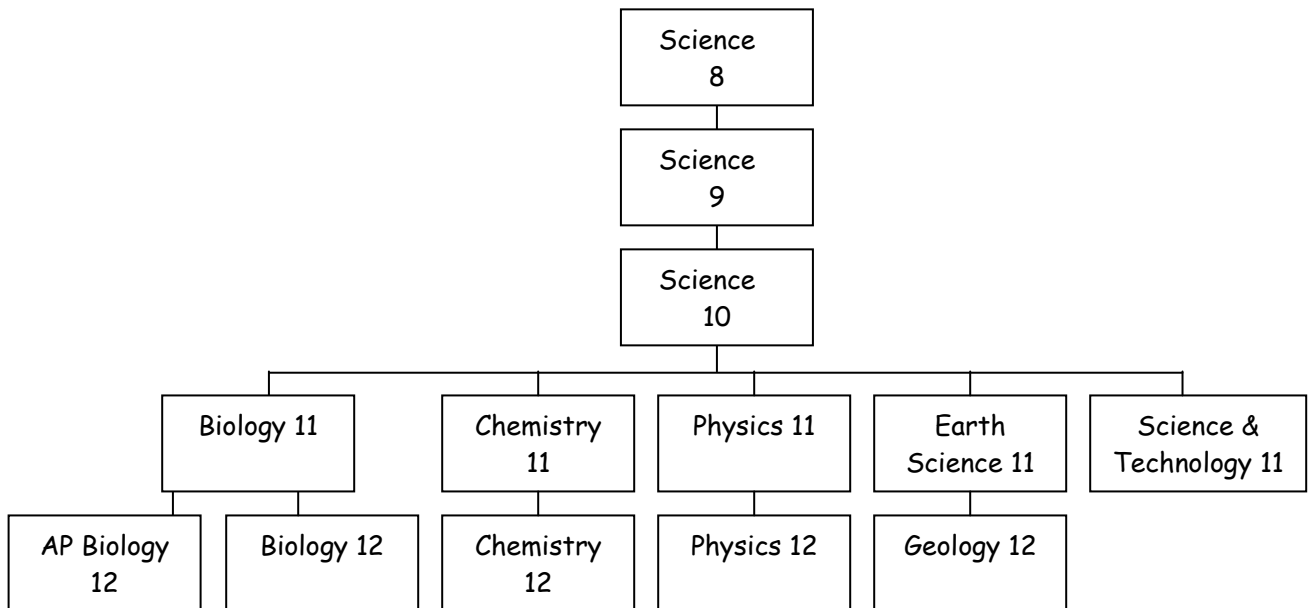 Science
8
Science
9
Science
10
Biology 11
Chemistry
11
Physics 11
Earth
Science 11
Science &
Technology 11
AP Biology
12
Biology 12
Chemistry
12
Physics 12
Geology 12